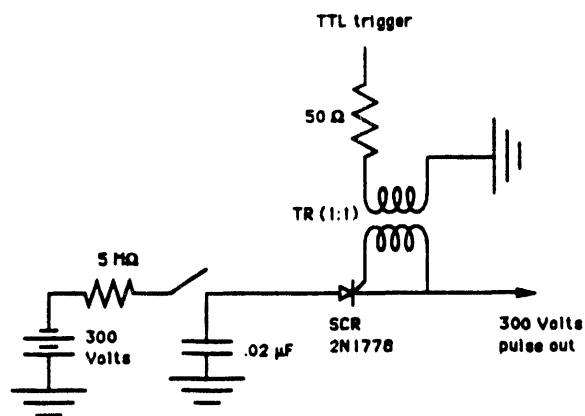 TTL trigger
50 Ω
TR (1:1)
5 MΩ
300
Volts
.02 µF
SCR
2N1778
300 Volts
pulse out